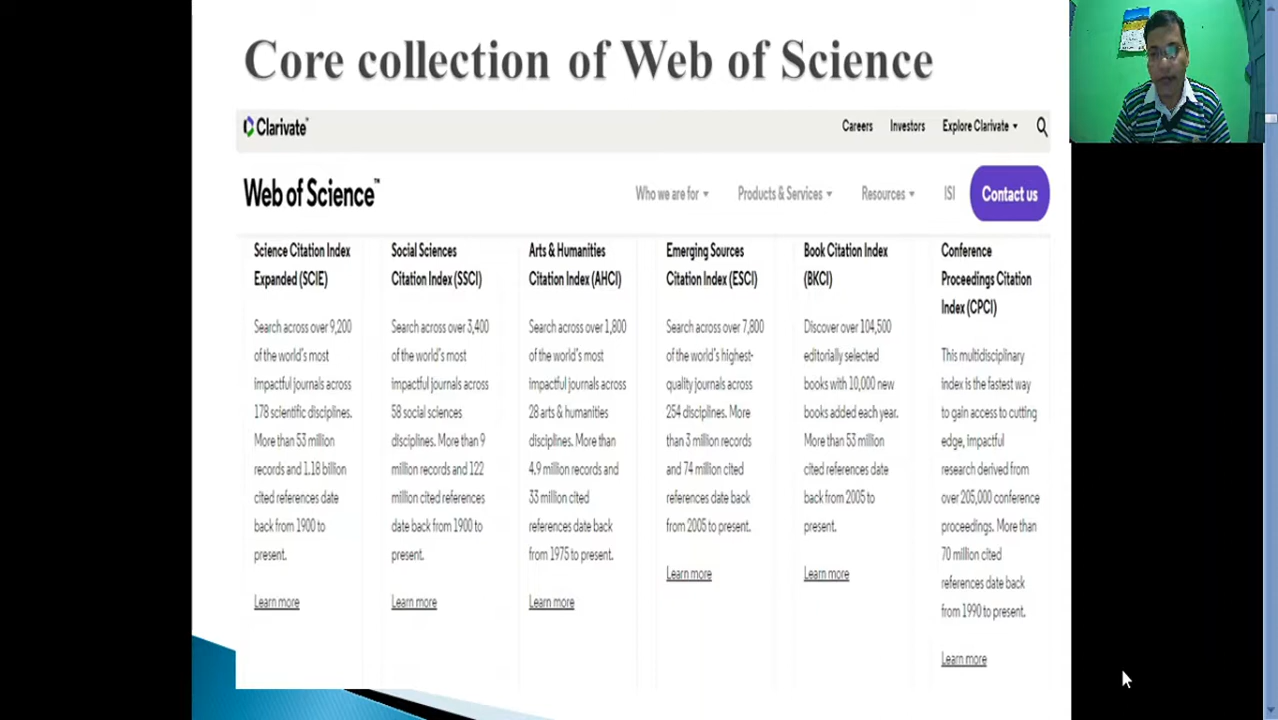 Core collection of Web of Science
Clarivate
Careers
Investors
Explore Clarivate
Web of Science™
Who we are for
Products & Services
Resources
ISI
Contact us
Science Citation Index
Expanded (SCIE)
Search across over 9,200
of the world's most
impactful journals across
178 scientific disciplines.
More than 53 million
records and 1.18 billion
cited references date
back from 1900 to
present.
Learn more
Social Sciences
Citation Index (SSCI)
Search across over 3,400
of the world's most
impactful journals across
58 social sciences
disciplines. More than 9
million records and 122
million cited references
date back from 1900 to
present.
Learn more
Arts & Humanities
Citation Index (AHCI)
Search across over 1,800
of the world's most
impactful journals across
28 arts & humanities
disciplines. More than
4.9 million records and
33 million cited
references date back
from 1975 to present.
Learn more
Emerging Sources
Citation Index (ESCI)
Search across over 7,800
of the world's highest-
quality journals across
254 disciplines. More
than 3 million records
and 74 million cited
references date back
from 2005 to present.
Learn more
Book Citation Index
(BKCI)
Discover over 104,500
editorially selected
books with 10,000 new
books added each year.
More than 53 million
cited references date
back from 2005 to
present.
Learn more
Conference
Proceedings Citation
Index (CPCI)
This multidisciplinary
index is the fastest way
to gain access to cutting
edge, impactful
research derived from
over 205,000 conference
proceedings. More than
70 million cited
references date back
from 1990 to present.
Learn more